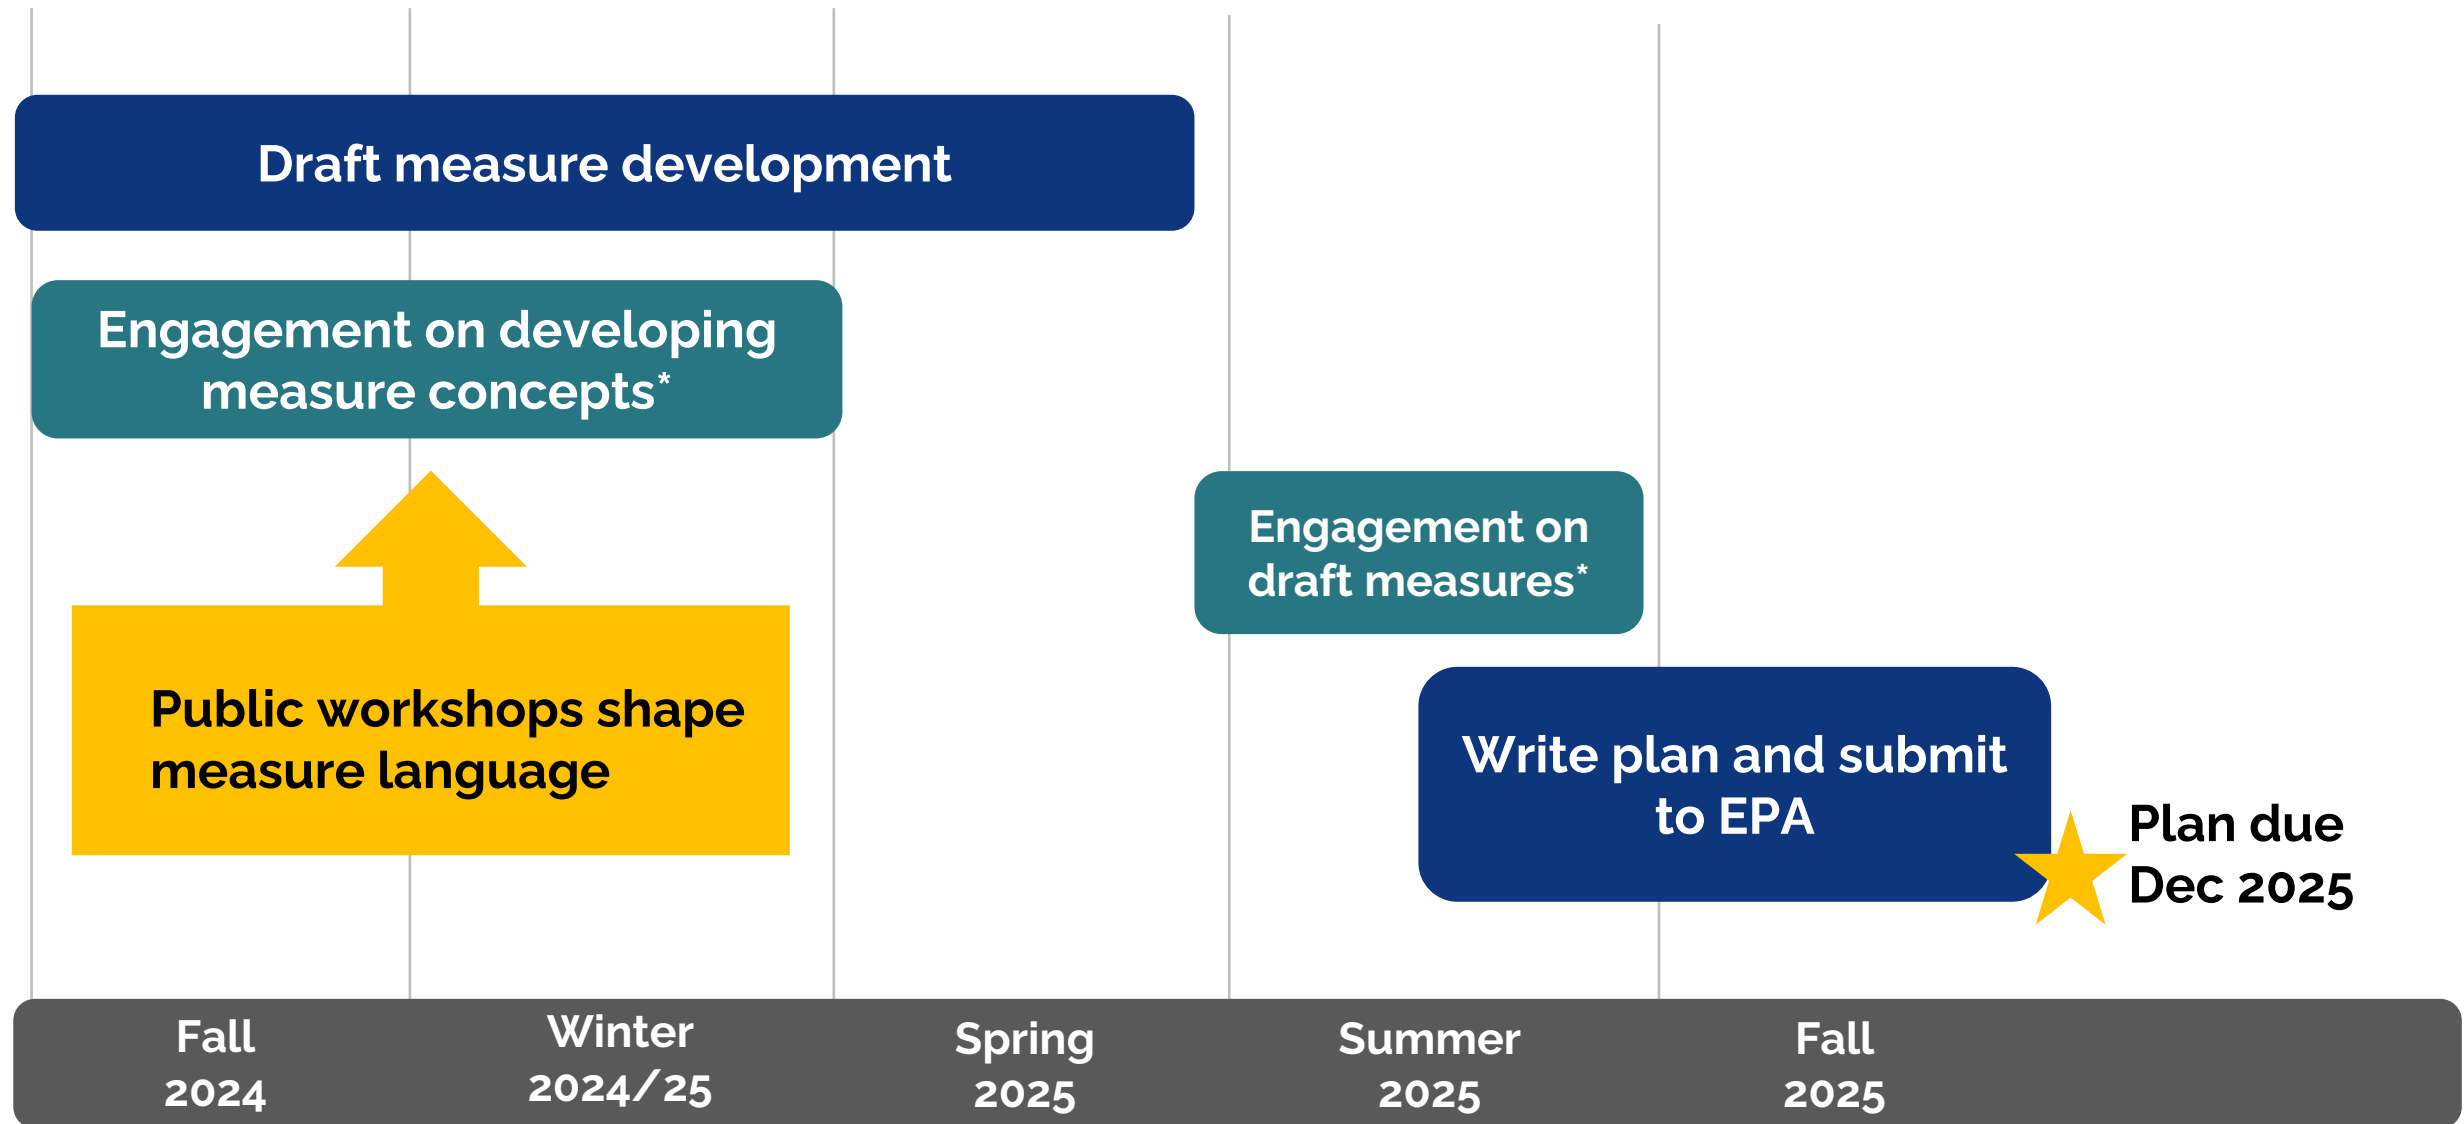 Draft measure development
Engagement on developing
measure concepts*
Engagement on
draft measures*
Public workshops shape
measure language
Write plan and submit
to EPA
Plan due
Dec 2025
Fall
2024
Winter
2024/25
Spring
2025
Summer
2025
Fall
2025